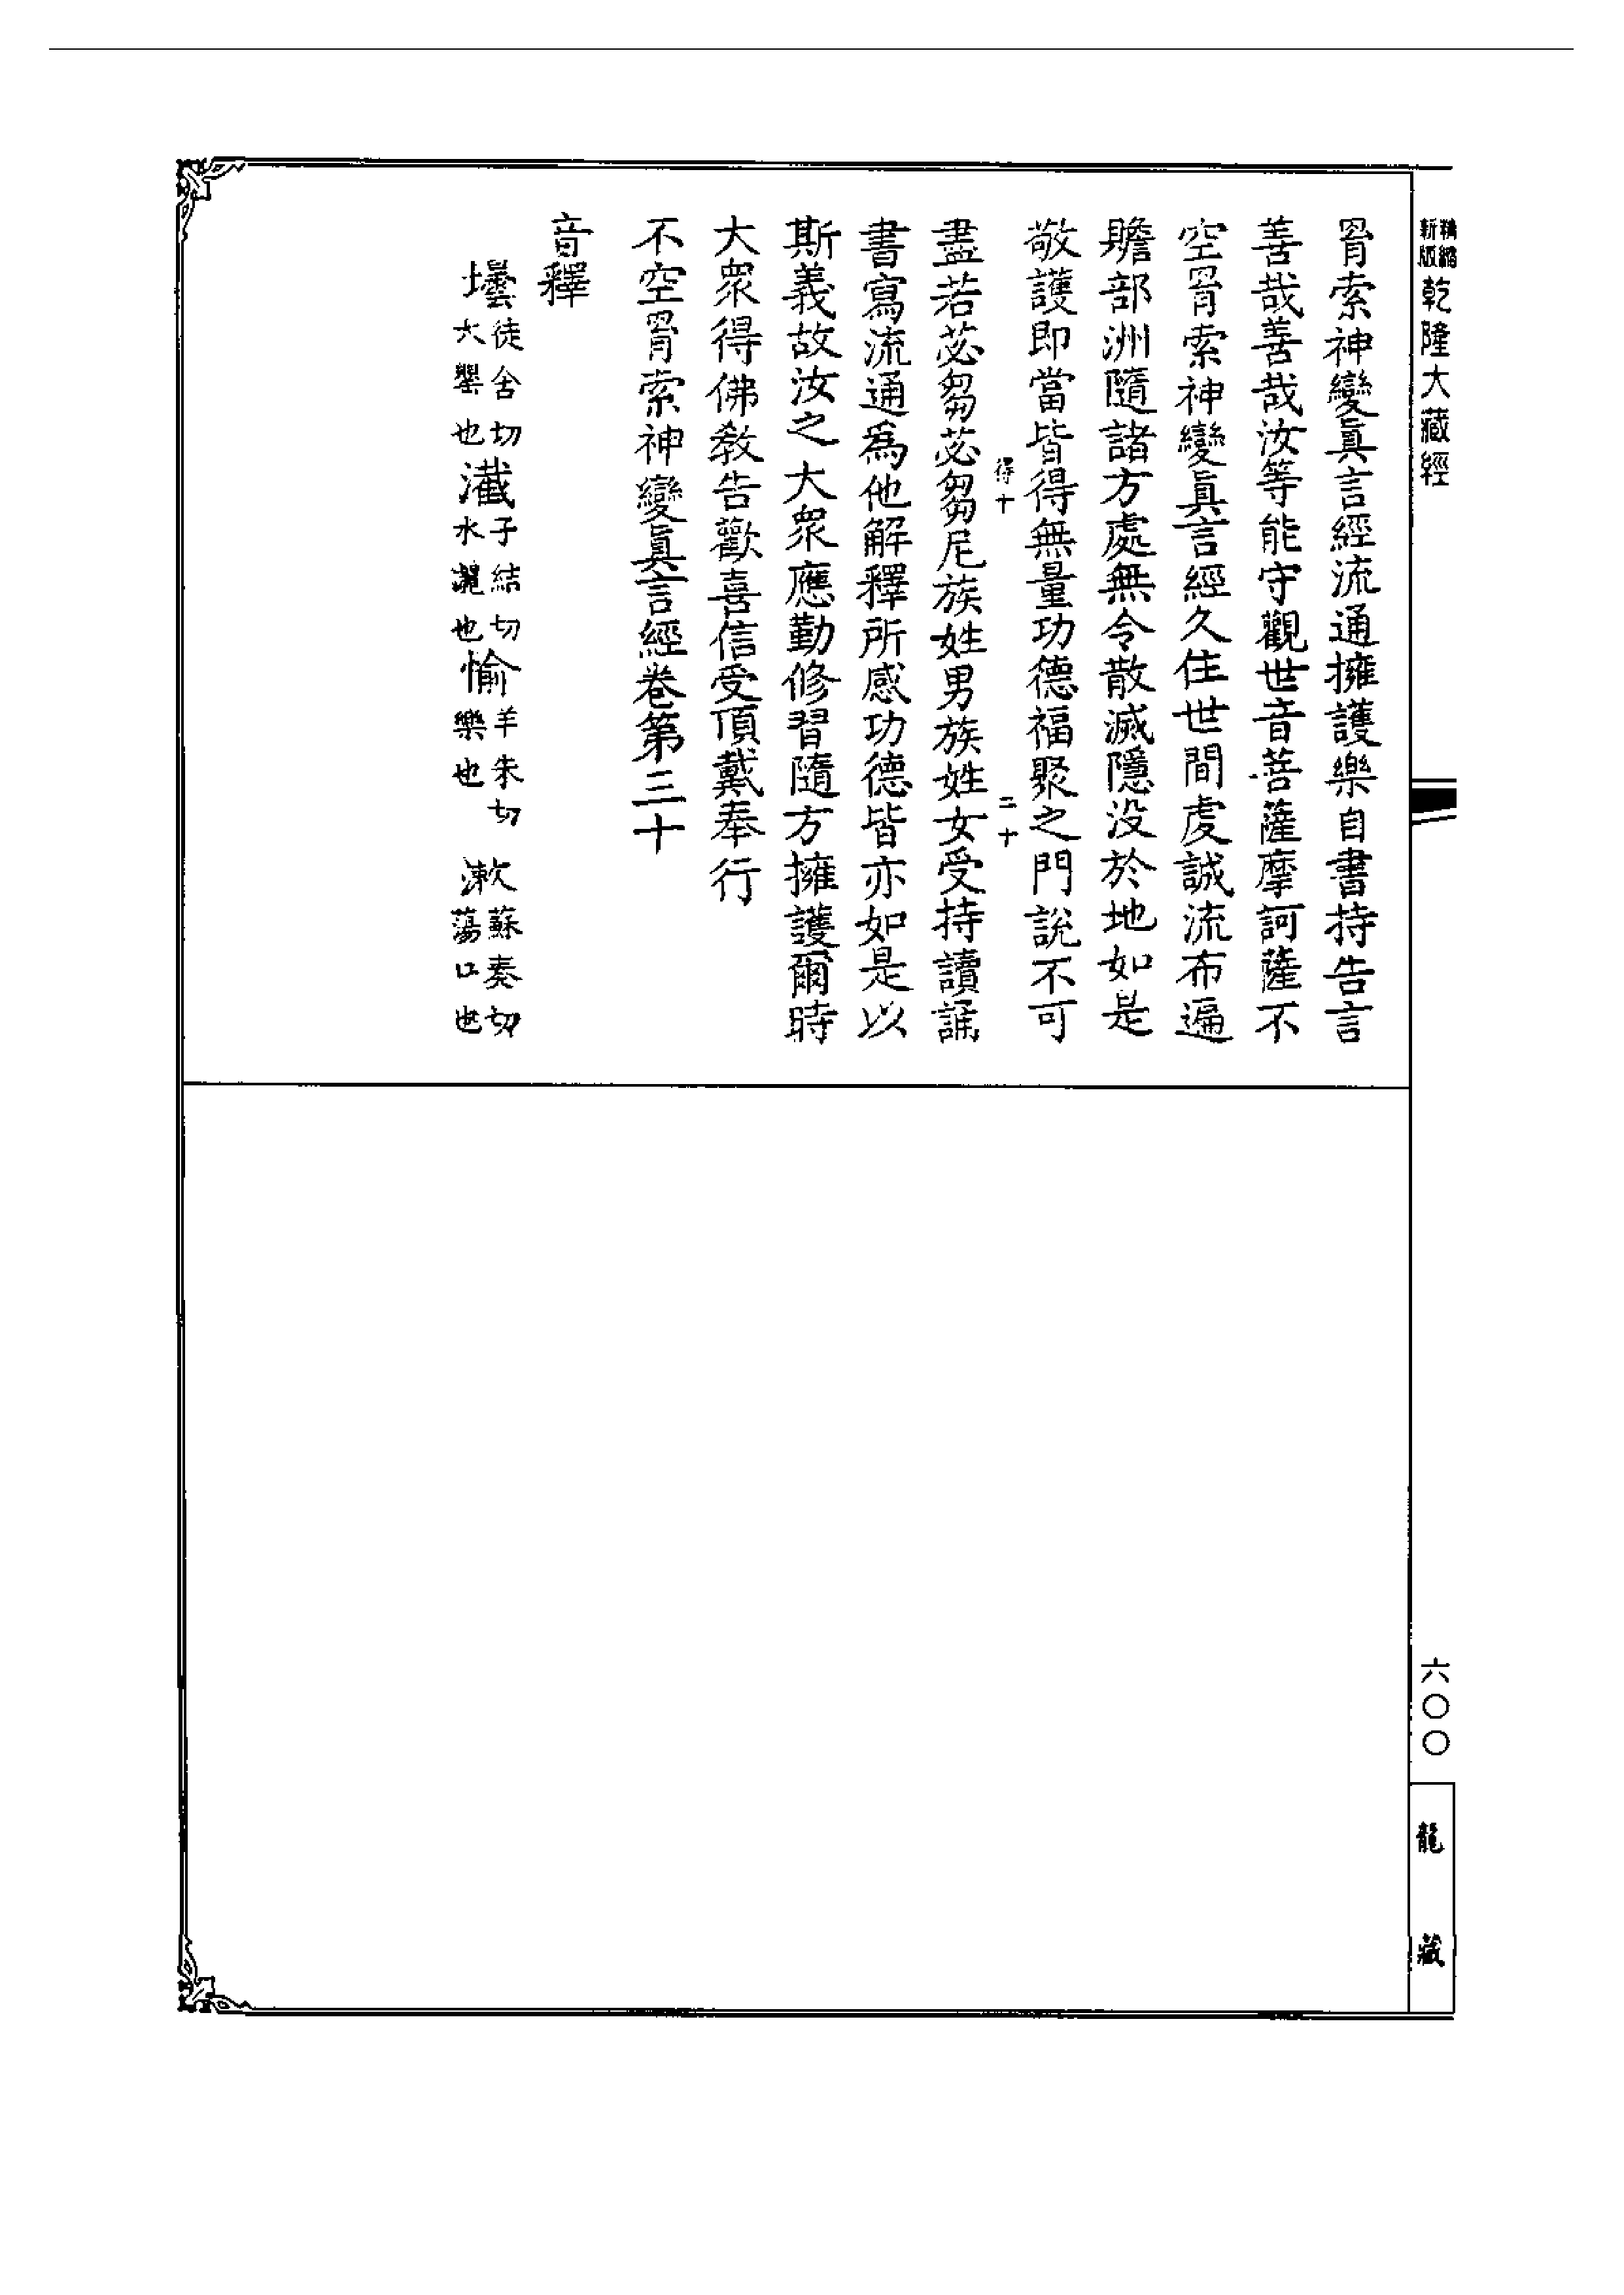 新版
乾隆大藏經
六〇〇
龍藏
罥索神變真言經流通擁護樂自書持告言
善哉善哉汝等能守觀世音菩薩摩訶薩不
空罥索神變真言經久住世間虔誠流布遍
贍部洲隨諸方處無令散滅隱没於地如是
敬護即當皆得無量功德福聚之門說不可
得十 二十
盡若苾芻苾芻尼族姓男族姓女受持讀誦
書寫流通爲他解釋所感功德皆亦如是以
斯義故汝之大眾應勤修習隨方擁護爾時
大眾得佛教告歡喜信受頂戴奉行
不空罥索神變真言經卷第三十
音釋
壜徒含切大甖也 㵶子結切水灑也 愉羊朱切樂也 漱蘇奏切蕩口也